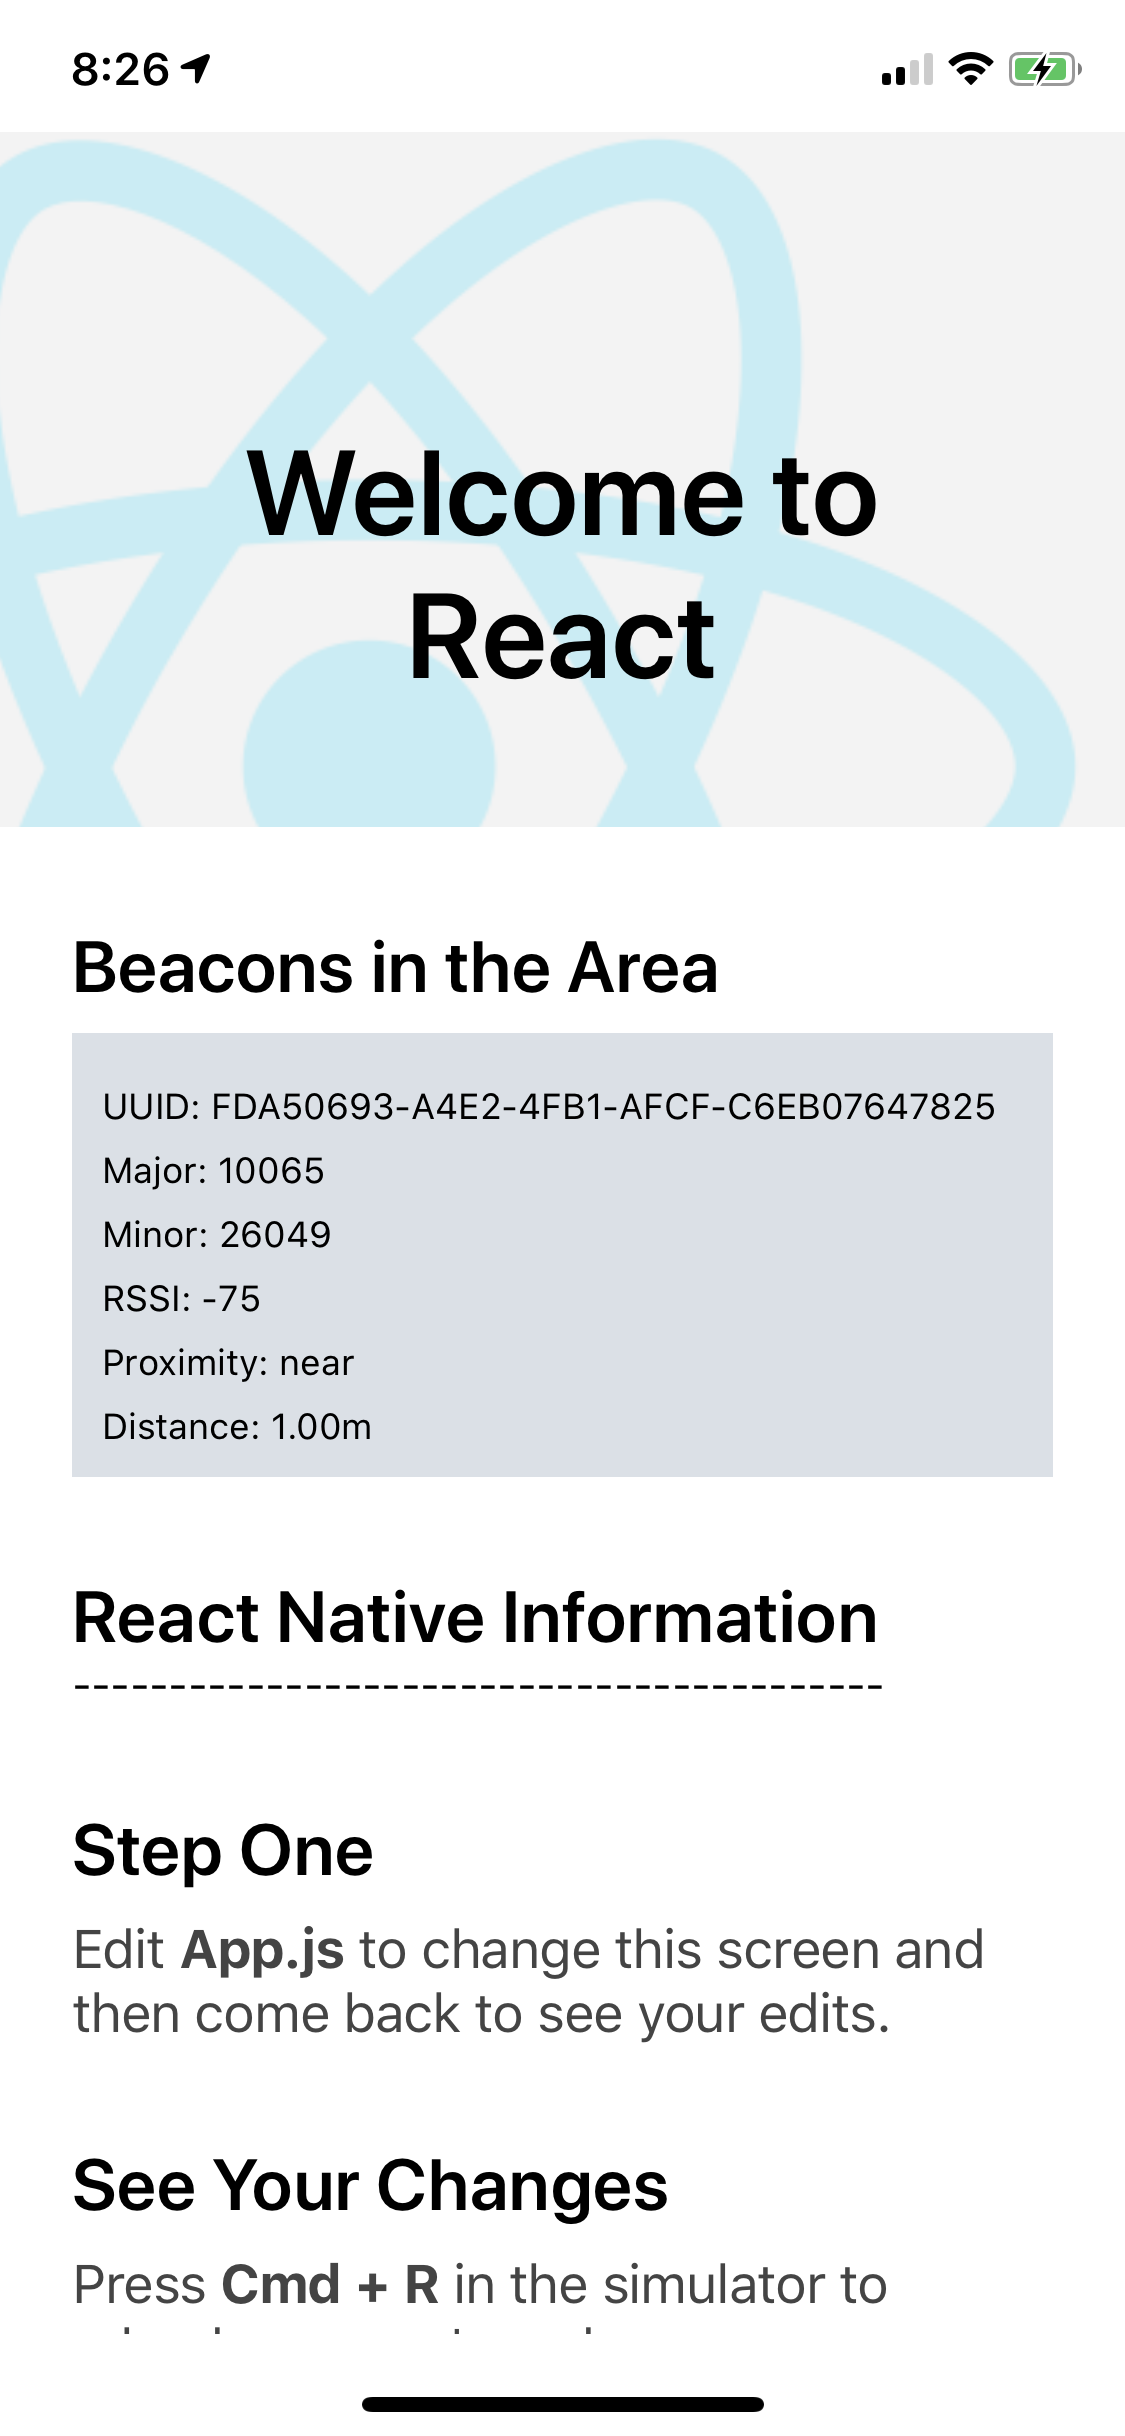 8:26
Welcome to
React
Beacons in the Area
UUID: FDA50693-A4E2-4FB1-AFCF-C6EB07647825
Major: 10065
Minor: 26049
RSSI: -75
Proximity: near
Distance: 1.00m
React Native Information
------------------------------------------
Step One
Edit App.js to change this screen and
then come back to see your edits.
See Your Changes
Press Cmd + R in the simulator to